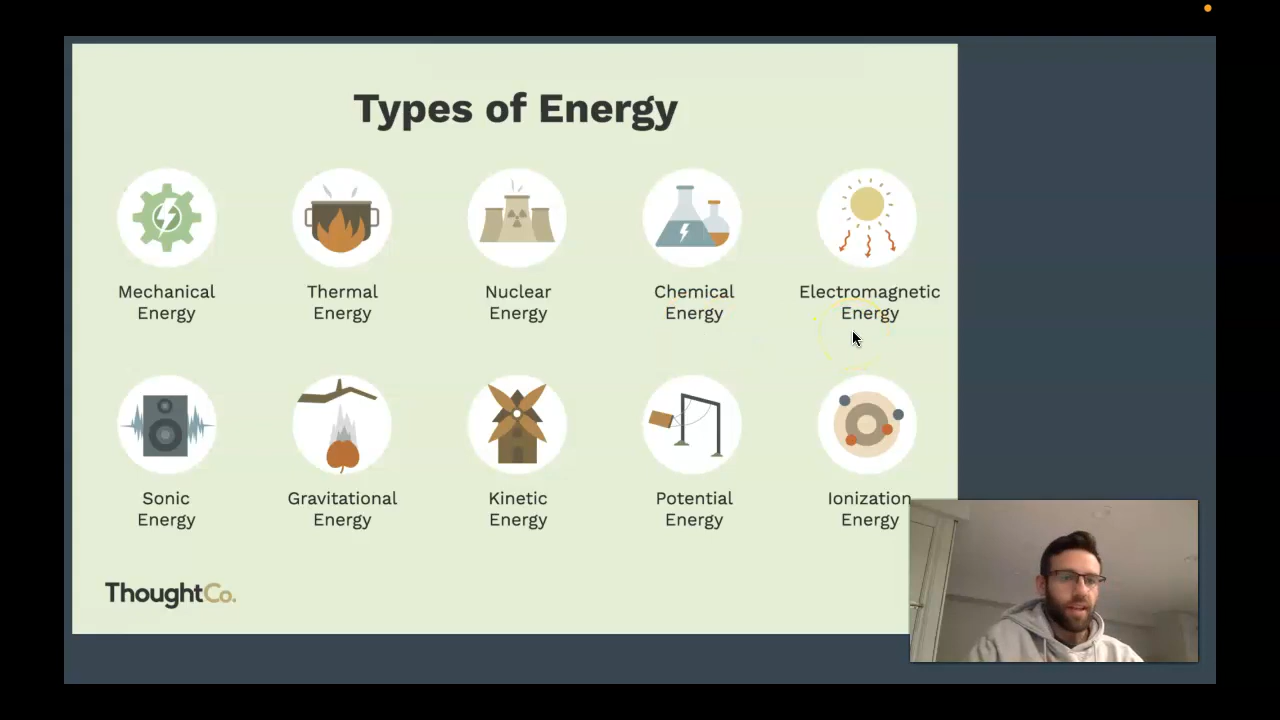 Types of Energy
Mechanical
Energy
Thermal
Energy
Nuclear
Energy
Chemical
Energy
Electromagnetic
Energy
Sonic
Energy
Gravitational
Energy
Kinetic
Energy
Potential
Energy
Ionization
Energy
ThoughtCo.